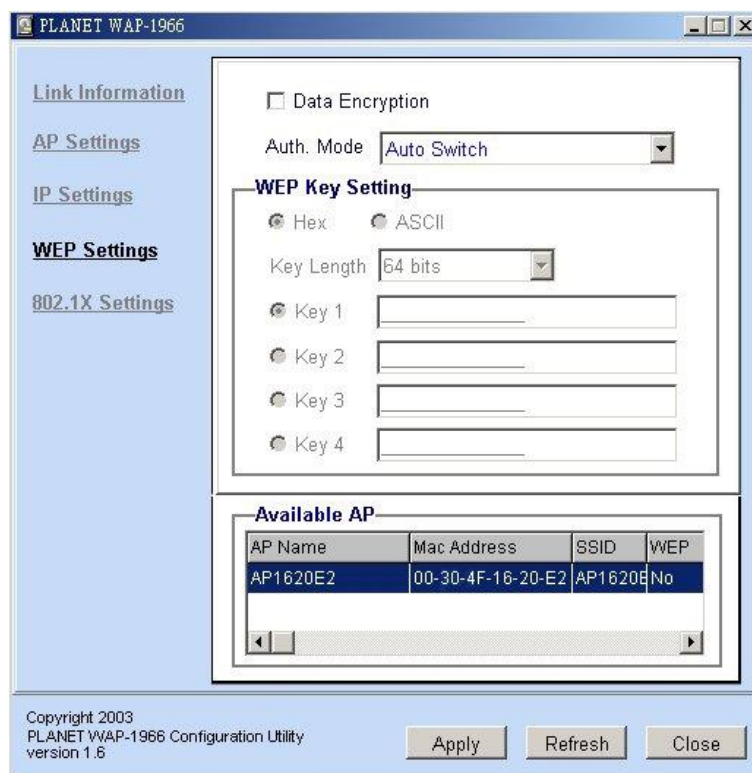 PLANET WAP-1966
Link Information
AP Settings
IP Settings
WEP Settings
802.1X Settings
Data Encryption
Auth. Mode Auto Switch
WEP Key Setting
Hex ASCII
Key Length 64 bits
Key 1
Key 2
Key 3
Key 4
Available AP
AP Name Mac Address SSID WEP
AP1620E2 00-30-4F-16-20-E2 AP1620E No
Copyright 2003
PLANET WAP-1966 Configuration Utility
version 1.6
Apply Refresh Close